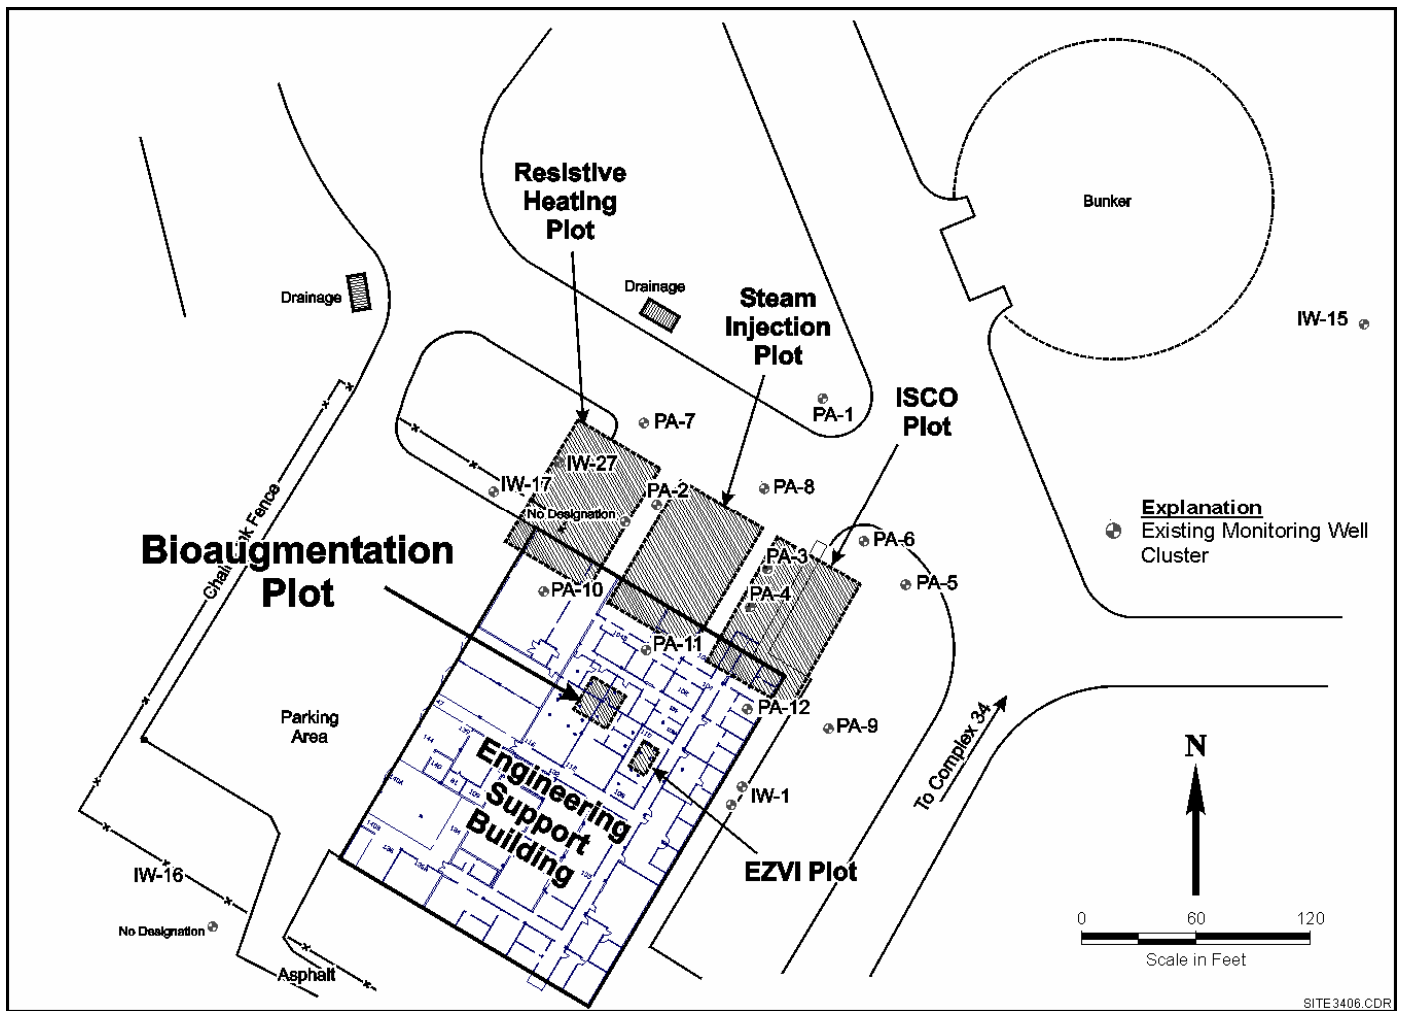 Resistive
Heating
Plot
Bunker
Drainage
Drainage
Steam
Injection
Plot
IW-15
ISCO
Plot
PA-1
PA-7
IW-27
IW-17
PA-2
PA-8
No Designation
Explanation
Existing Monitoring Well
Cluster
Bioaugmentation
Plot
PA-3
PA-6
PA-4
PA-5
PA-10
PA-11
Fence
Parking
Area
PA-12
PA-9
To Complex 34
N
Engineering
Support
Building
IW-1
EZVI Plot
IW-16
No Designation
Asphalt
0 60 120
Scale in Feet
SITE3406.CDR